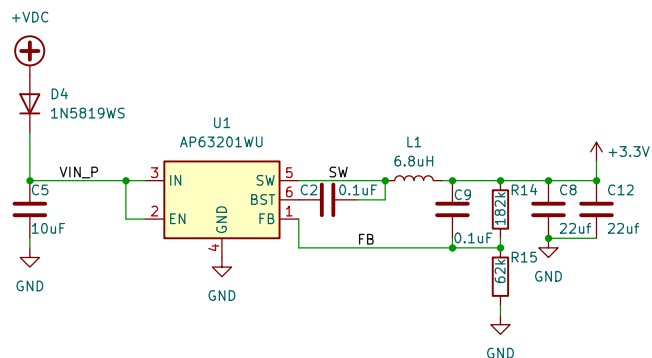 +VDC
D4
1N5819WS
U1
AP63201WU
L1
6.8uH
+3.3V
VIN_P
3
IN
SW
5
SW
C5
BST
6
C2
0.1uF
R14
C8
C12
2
EN
GND
FB
1
C9
182k
10uF
4
FB
0.1uF
22uf
22uf
R15
62k
GND
GND
GND
GND